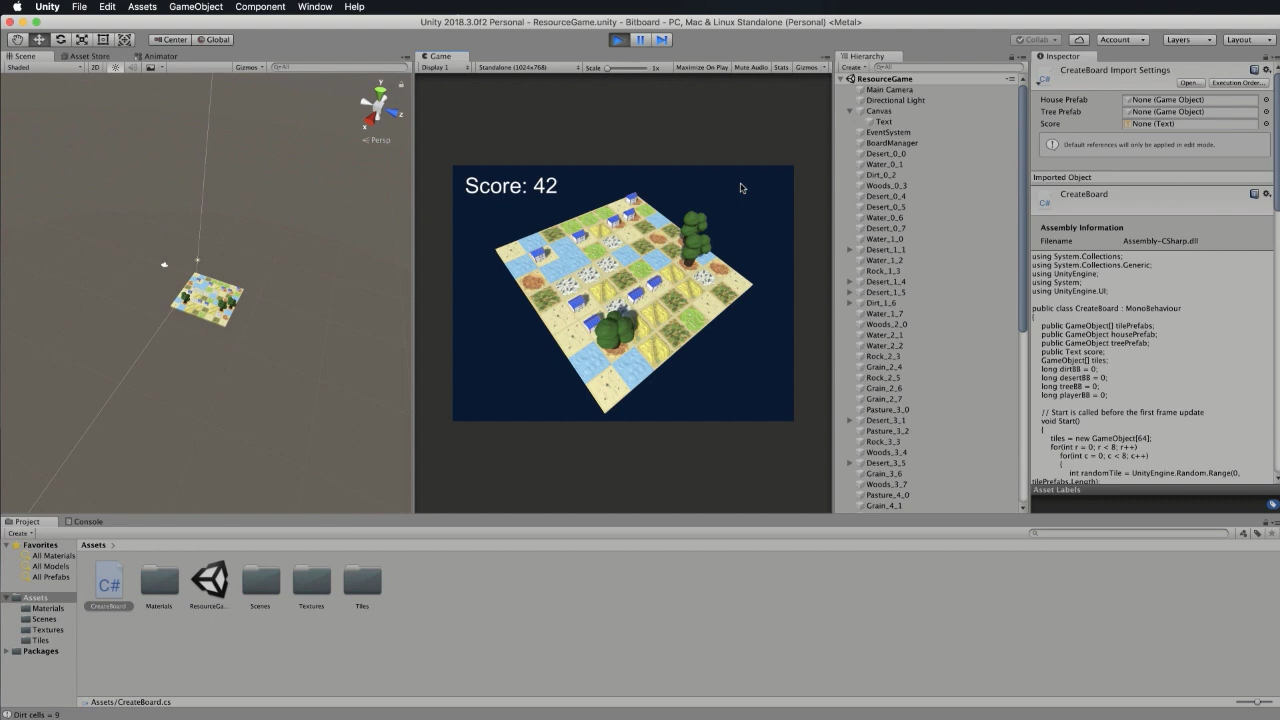 Unity File Edit Assets GameObject Component Window Help
Unity 2018.3.0f2 Personal - ResourceGame.unity - Bitboard - PC, Mac & Linux Standalone (Personal) <Metal>
Center Global Collab Account Layers Layout
Scene Asset Store Animator
Shaded 2D Gizmos All
y
z
x
Persp
Game
Display 1 Standalone (1024x768) Scale 1x Maximize On Play Mute Audio Stats Gizmos
Score: 42
Hierarchy
Create All
ResourceGame
Main Camera
Directional Light
Canvas
Text
EventSystem
BoardManager
Desert_0_0
Water_0_1
Dirt_0_2
Woods_0_3
Desert_0_4
Desert_0_5
Water_0_6
Desert_0_7
Water_1_0
Desert_1_1
Water_1_2
Rock_1_3
Desert_1_4
Desert_1_5
Dirt_1_6
Water_1_7
Woods_2_0
Water_2_1
Water_2_2
Rock_2_3
Grain_2_4
Rock_2_5
Grain_2_6
Grain_2_7
Pasture_3_0
Desert_3_1
Pasture_3_2
Rock_3_3
Woods_3_4
Desert_3_5
Grain_3_6
Woods_3_7
Pasture_4_0
Grain_4_1
Inspector
C#
CreateBoard Import Settings
Open... Execution Order...
House Prefab None (Game Object)
Tree Prefab None (Game Object)
Score None (Text)
Default references will only be applied in edit mode.
Imported Object
C#
CreateBoard
Assembly Information
Filename Assembly-CSharp.dll
using System.Collections;
using System.Collections.Generic;
using UnityEngine;
using System;
using UnityEngine.UI;
public class CreateBoard : MonoBehaviour
{
public GameObject[] tilePrefabs;
public GameObject housePrefab;
public GameObject treePrefab;
public Text score;
GameObject[] tiles;
long dirtBB = 0;
long desertBB = 0;
long treeBB = 0;
long playerBB = 0;
// Start is called before the first frame update
void Start()
{
tiles = new GameObject[64];
for(int r = 0; r < 8; r++)
for(int c = 0; c < 8; c++)
{
int randomTile = UnityEngine.Random.Range(0,
tilePrefabs.Length);
Asset Labels
Project Console
Create
Favorites
All Materials
All Models
All Prefabs
Assets
Materials
Scenes
Textures
Tiles
Packages
Assets
C#
CreateBoard Materials ResourceGa... Scenes Textures Tiles
Assets/CreateBoard.cs
Dirt cells = 9